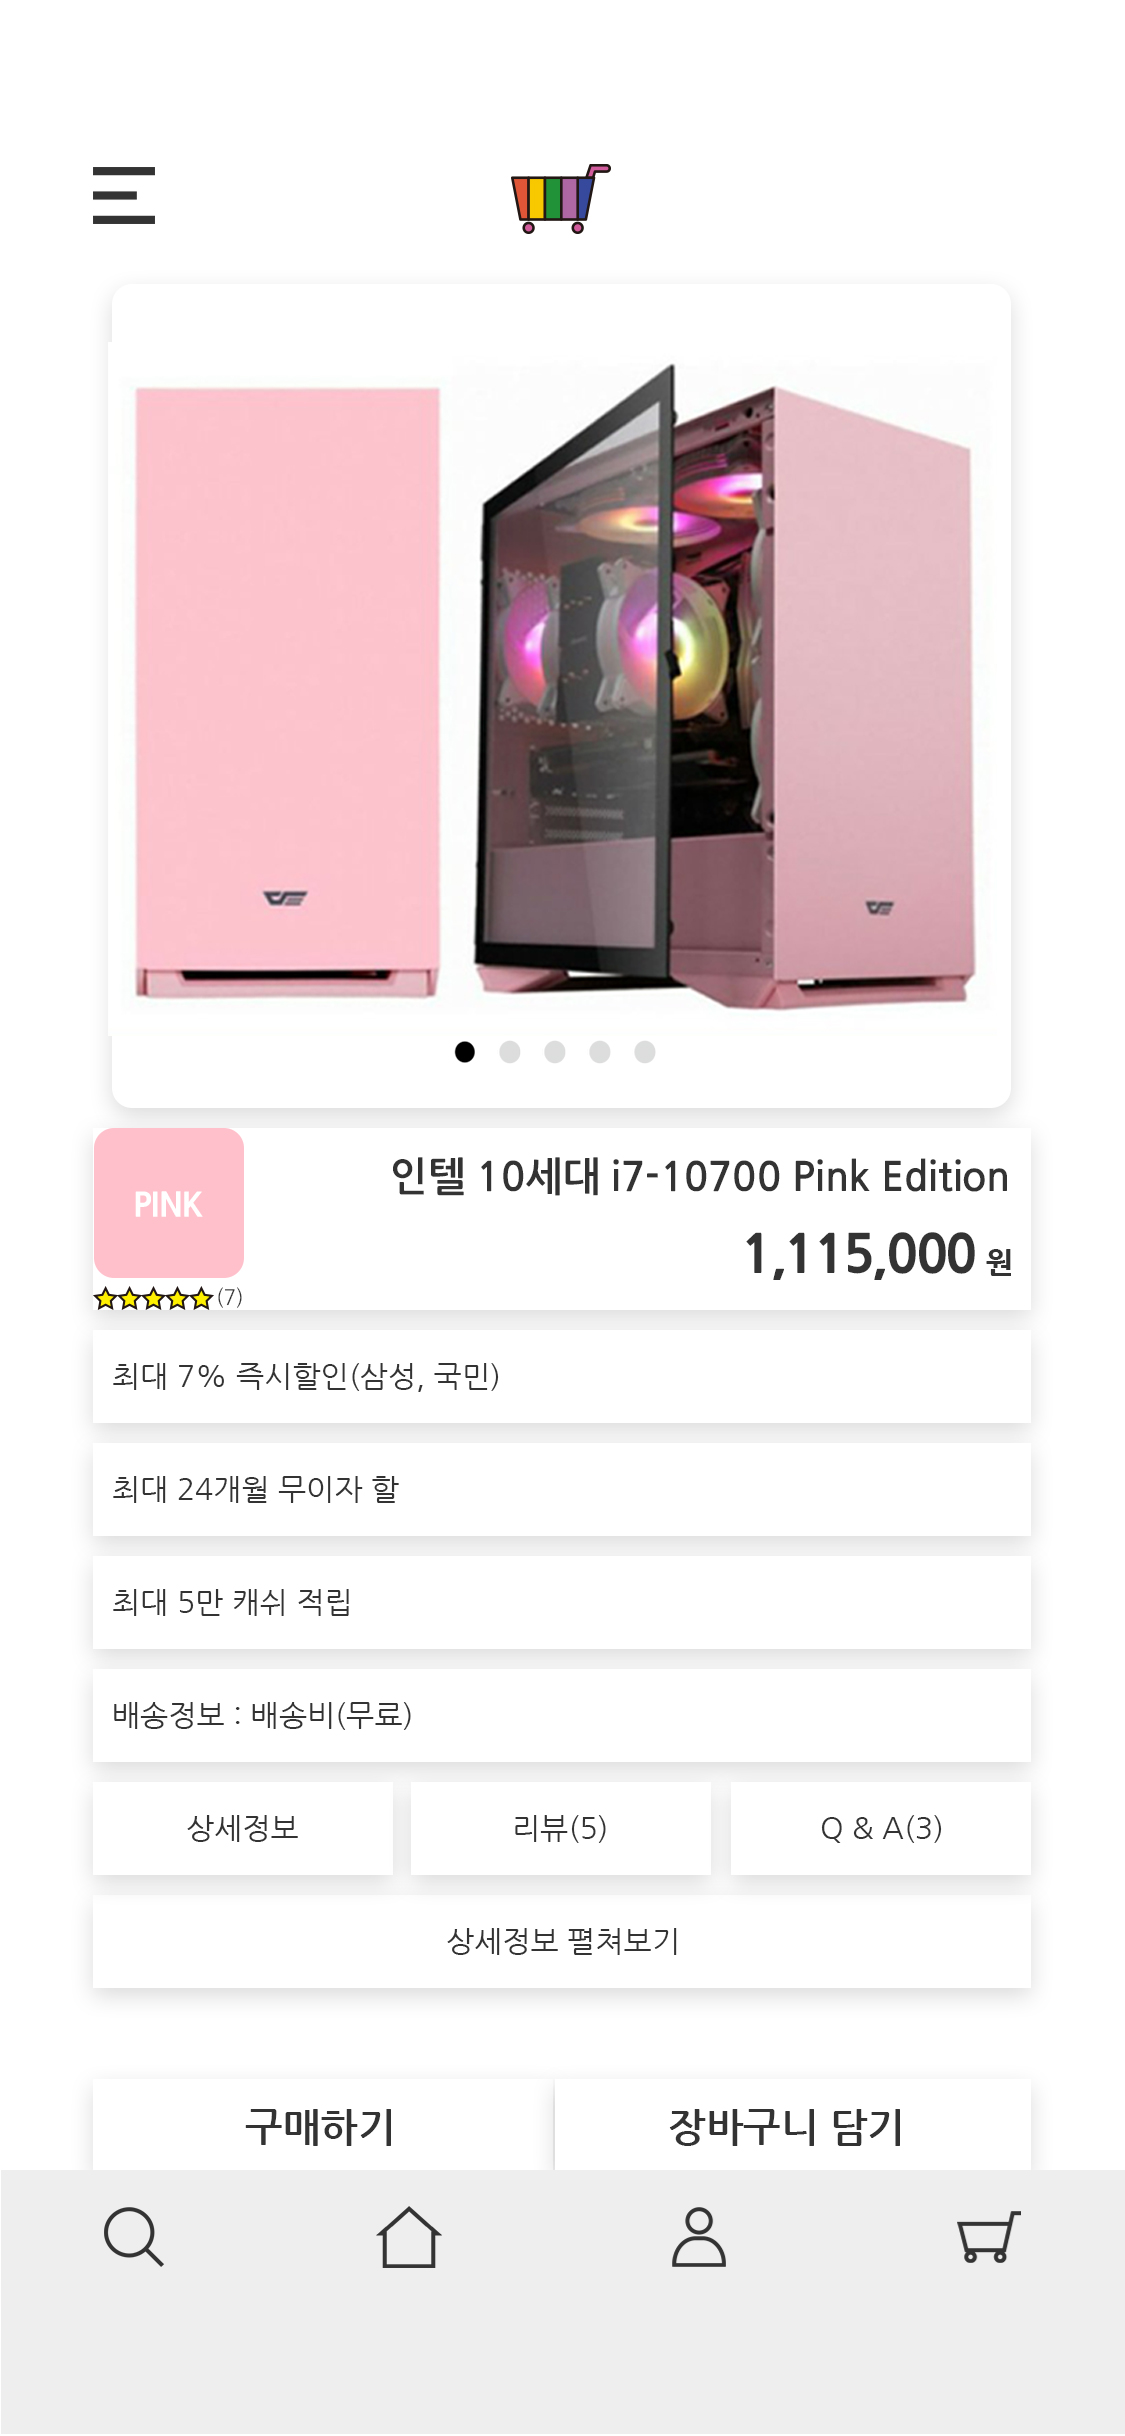 PINK
인텔 10세대 i7-10700 Pink Edition
1,115,000 원
(7)
최대 7% 즉시할인(삼성, 국민)
최대 24개월 무이자 할
최대 5만 캐쉬 적립
배송정보 : 배송비(무료)
상세정보
리뷰(5)
Q & A(3)
상세정보 펼쳐보기
구매하기
장바구니 담기